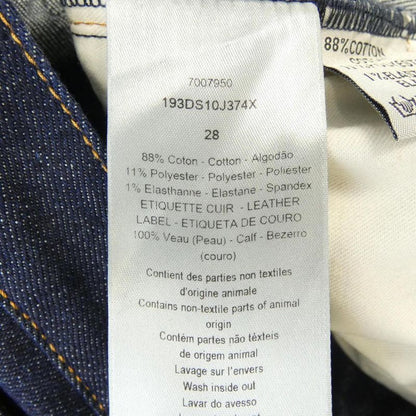 7007950
193DS10J374X
28
88% Coton - Cotton - Algodão
11% Polyester - Polyester - Poliester
1% Elasthanne - Elastane - Spandex
ETIQUETTE CUIR - LEATHER
LABEL - ETIQUETA DE COURO
100% Veau (Peau) - Calf - Bezerro
(couro)
Contient des parties non textiles
d'origine animale
Contains non-textile parts of animal
origin
Contém partes não têxteis
de origem animal
Lavage sur l'envers
Wash inside out
Lavar do avesso
88% COTTON